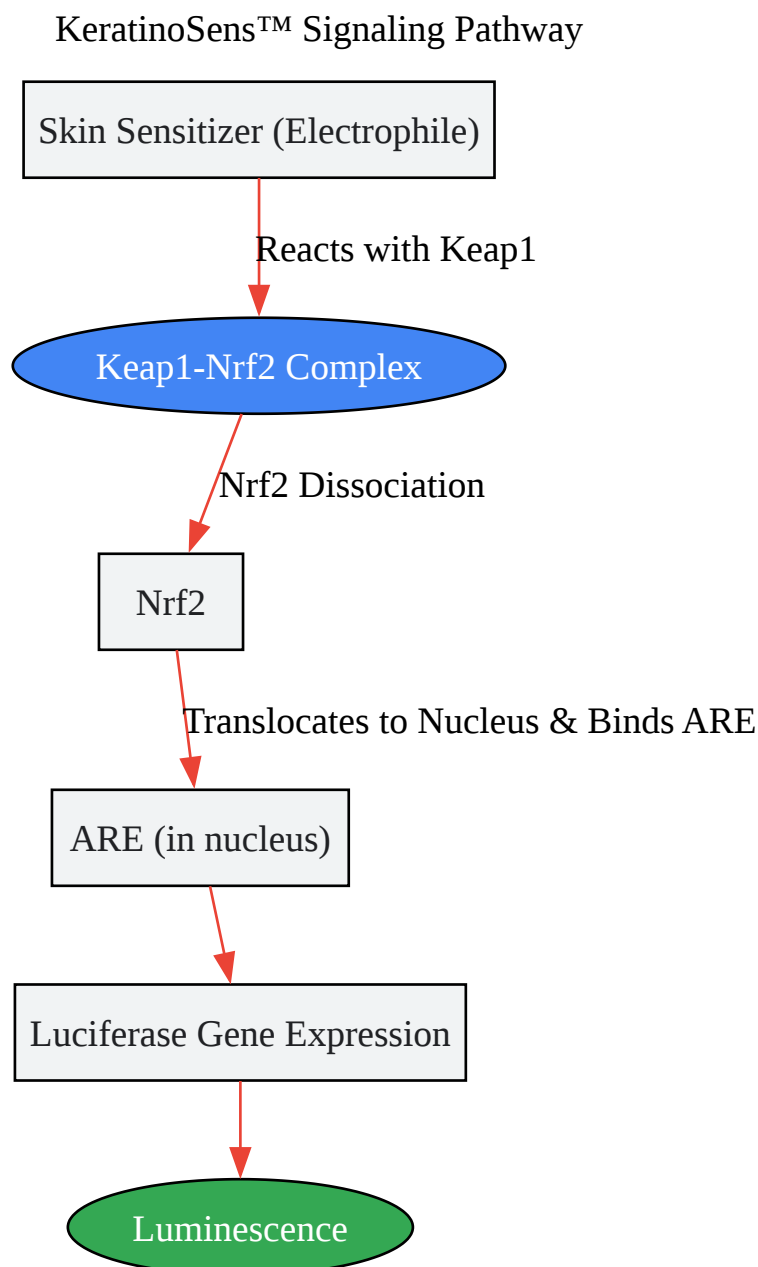 KeratinoSens™ Signaling Pathway
Skin Sensitizer (Electrophile)
Reacts with Keap1
Keap1-Nrf2 Complex
Nrf2 Dissociation
Nrf2
Translocates to Nucleus & Binds ARE
ARE (in nucleus)
Luciferase Gene Expression
Luminescence